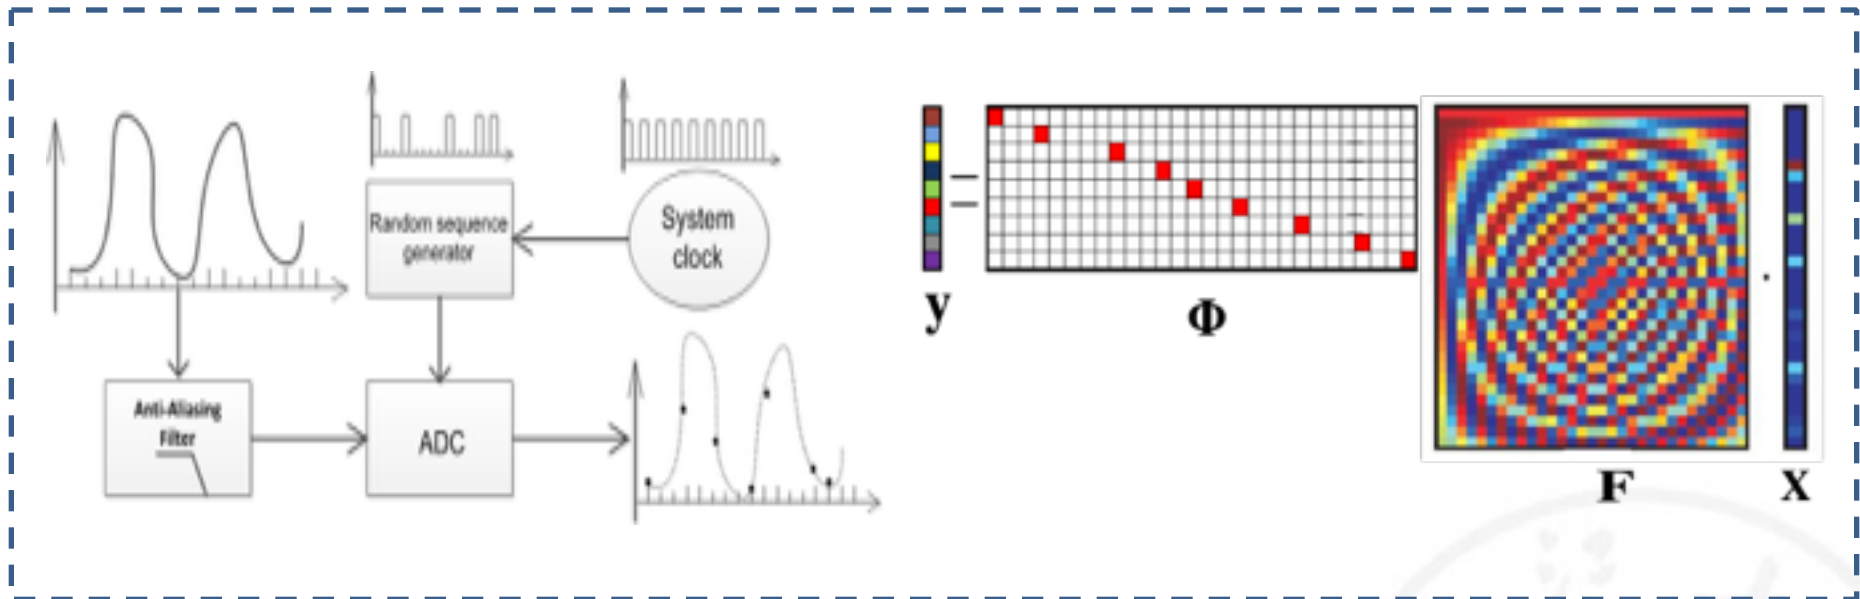 Random sequence
generator
System
clock
Anti-Aliasing
Filter
ADC
y
=
Φ
F
.
X